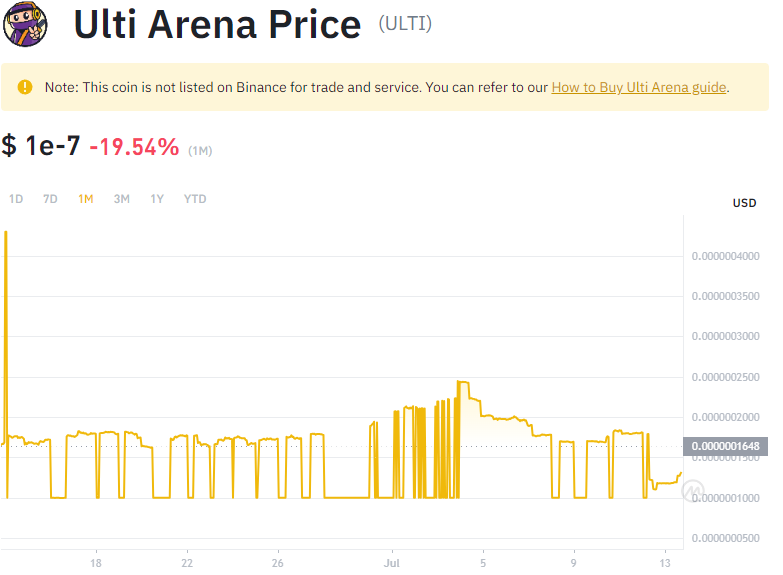 Ulti Arena Price (ULTI)
Note: This coin is not listed on Binance for trade and service. You can refer to our How to Buy Ulti Arena guide.
$ 1e-7 -19.54% (1M)
1D 7D 1M 3M 1Y YTD
USD
0.0000004000
0.0000003500
0.0000003000
0.0000002500
0.0000002000
0.0000001648
0.0000001500
0.0000001000
0.0000000500
18 22 26 Jul 5 9 13